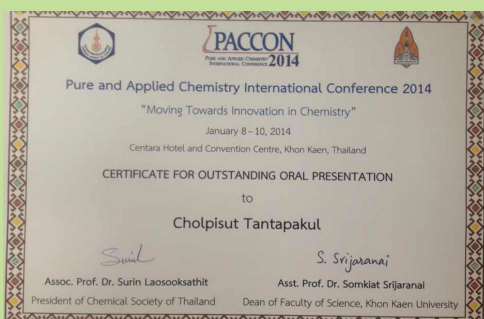 PACCON
PURE AND APPLIED CHEMISTRY
INTERNATIONAL CONFERENCE 2014
Pure and Applied Chemistry International Conference 2014
"Moving Towards Innovation in Chemistry"
January 8–10, 2014
Centara Hotel and Convention Centre, Khon Kaen, Thailand
CERTIFICATE FOR OUTSTANDING ORAL PRESENTATION
to
Cholpisut Tantapakul
S. Srijaranai
Assoc. Prof. Dr. Surin Laosooksathit
Asst. Prof. Dr. Somkiat Srijaranai
President of Chemical Society of Thailand
Dean of Faculty of Science, Khon Kaen University